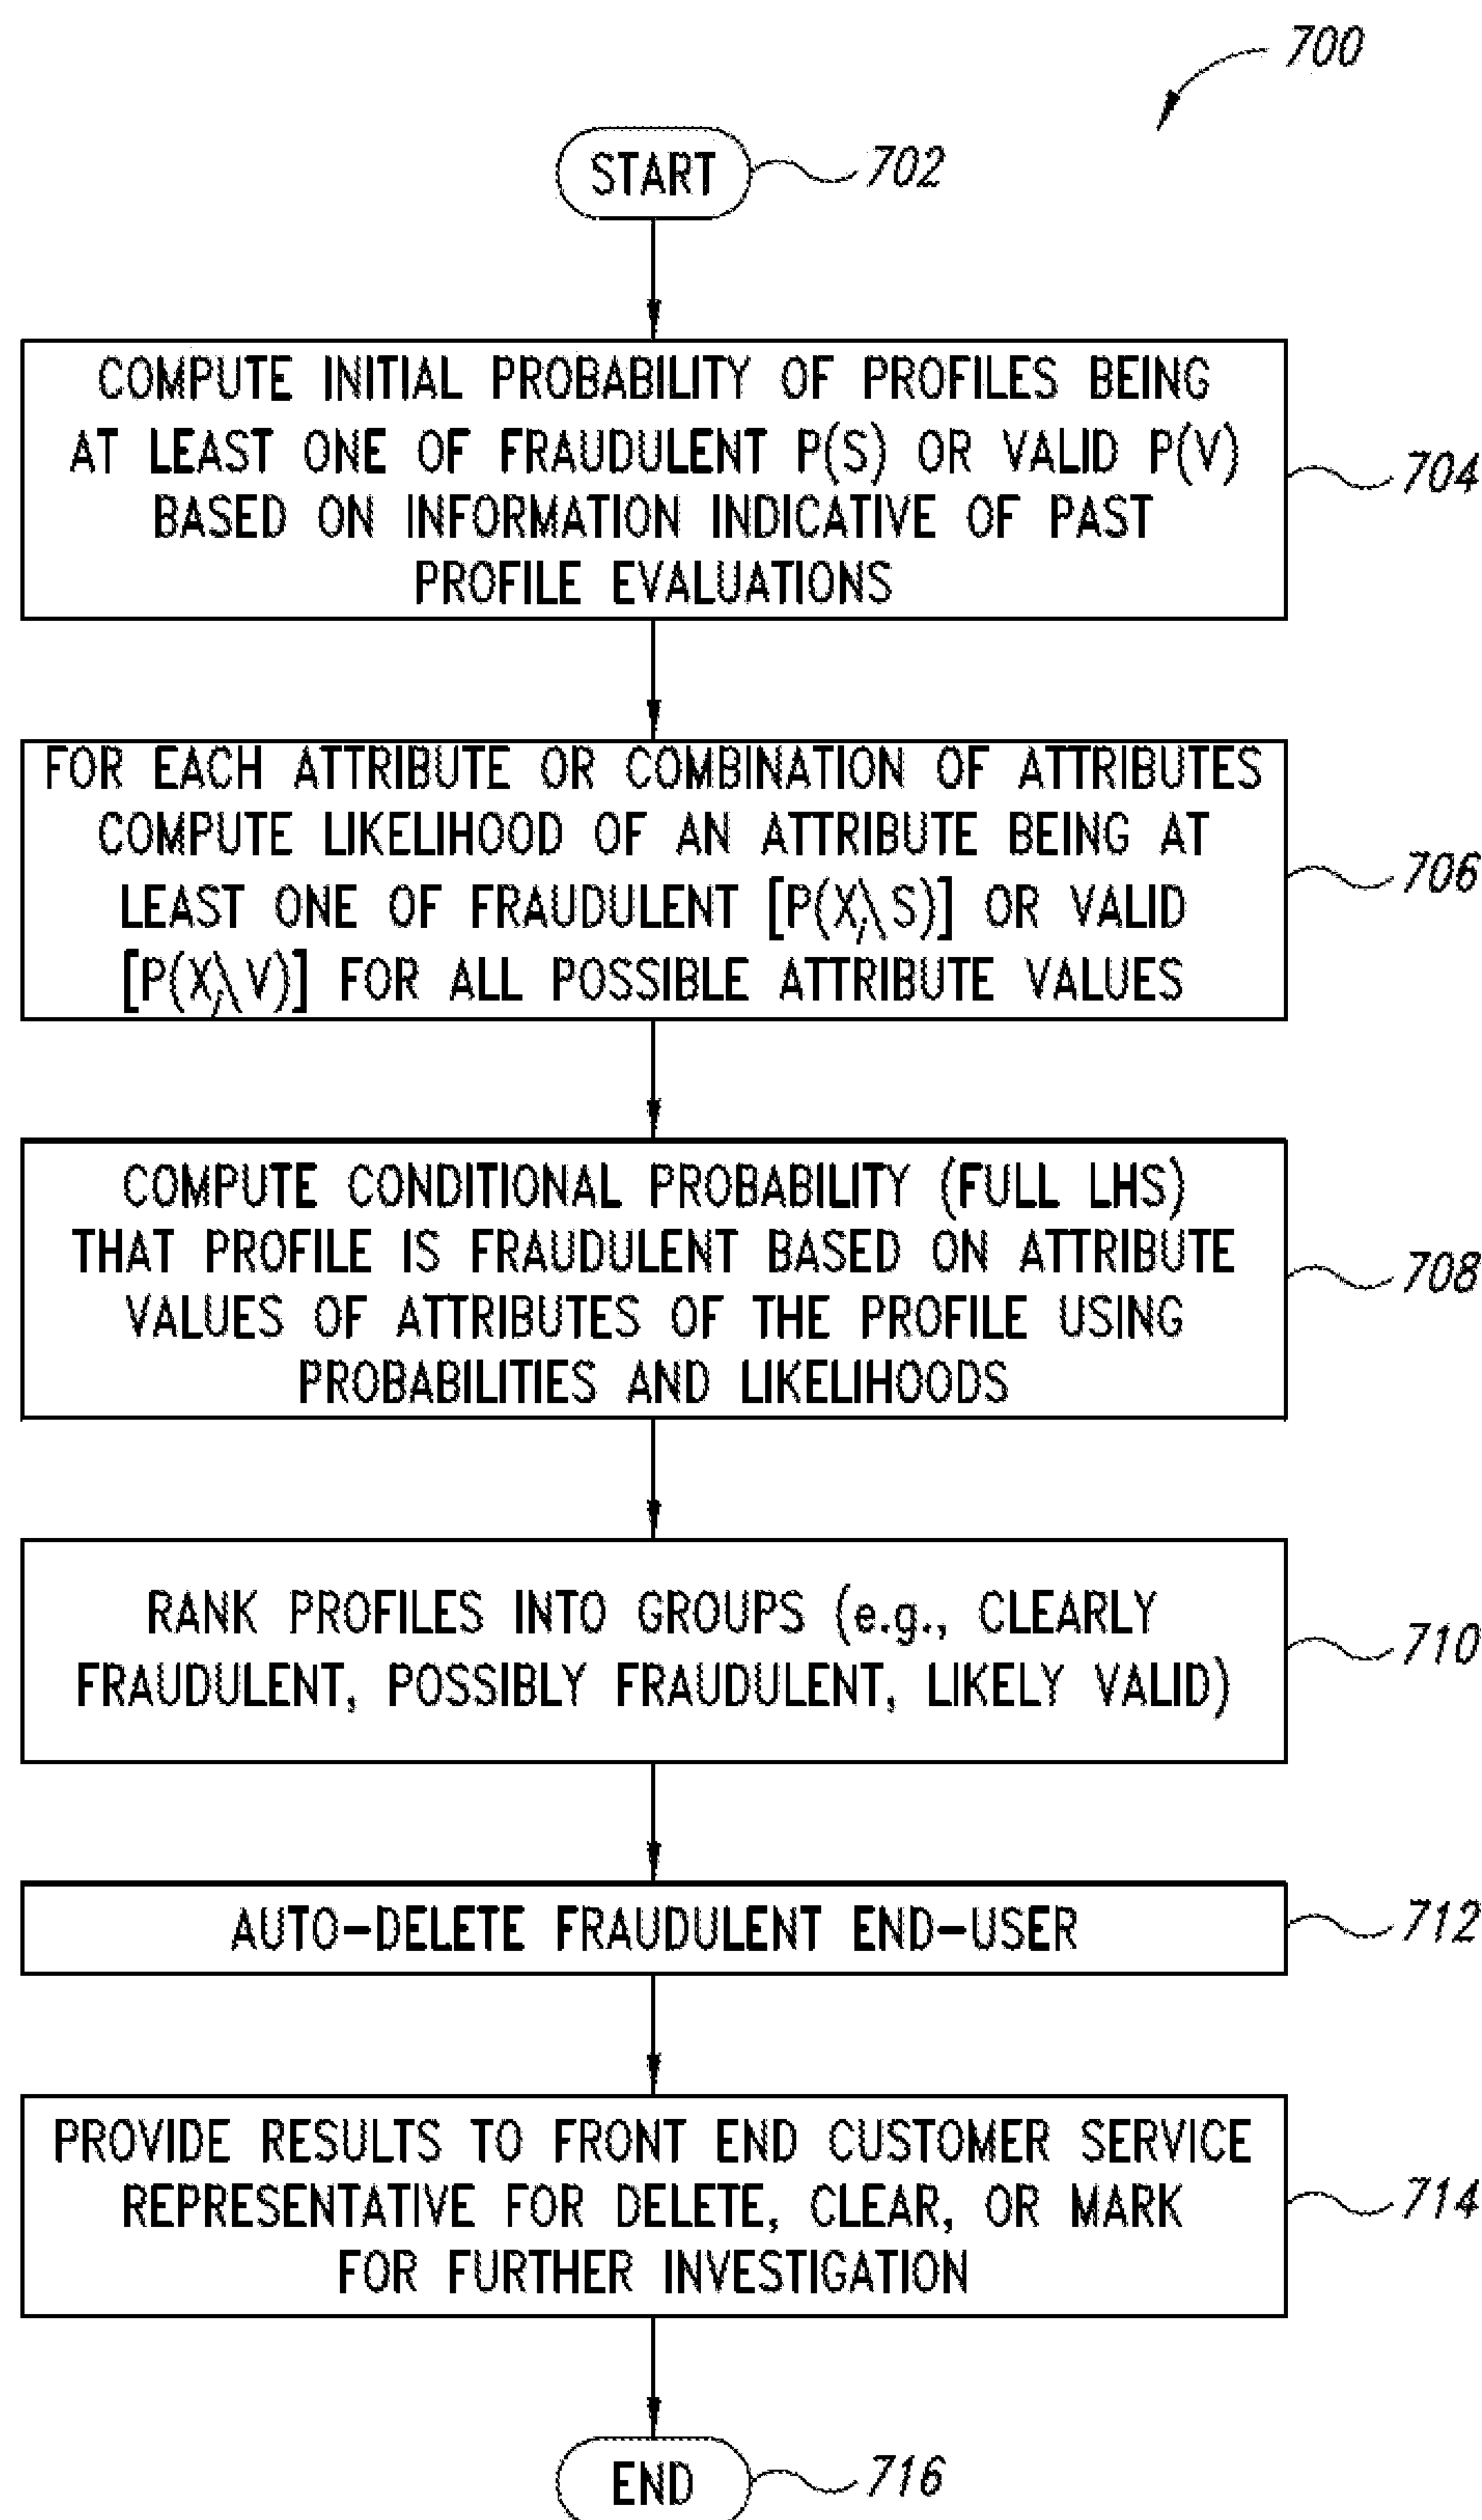 700
START 702
COMPUTE INITIAL PROBABILITY OF PROFILES BEING
AT LEAST ONE OF FRAUDULENT P(S) OR VALID P(V)
BASED ON INFORMATION INDICATIVE OF PAST
PROFILE EVALUATIONS
704
FOR EACH ATTRIBUTE OR COMBINATION OF ATTRIBUTES
COMPUTE LIKELIHOOD OF AN ATTRIBUTE BEING AT
LEAST ONE OF FRAUDULENT [P(X,\S)] OR VALID
[P(X,\V)] FOR ALL POSSIBLE ATTRIBUTE VALUES
706
COMPUTE CONDITIONAL PROBABILITY (FULL LHS)
THAT PROFILE IS FRAUDULENT BASED ON ATTRIBUTE
VALUES OF ATTRIBUTES OF THE PROFILE USING
PROBABILITIES AND LIKELIHOODS
708
RANK PROFILES INTO GROUPS (e.g., CLEARLY
FRAUDULENT, POSSIBLY FRAUDULENT, LIKELY VALID)
710
AUTO-DELETE FRAUDULENT END-USER
712
PROVIDE RESULTS TO FRONT END CUSTOMER SERVICE
REPRESENTATIVE FOR DELETE, CLEAR, OR MARK
FOR FURTHER INVESTIGATION
714
END 716